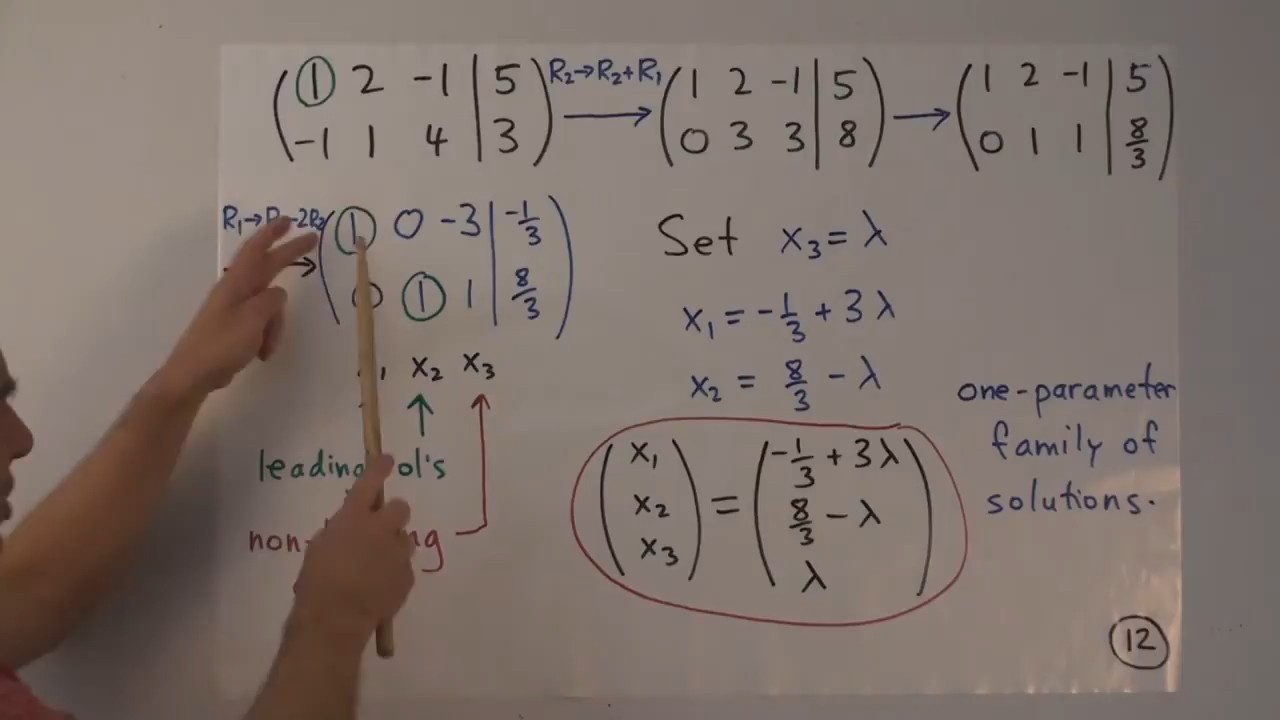 ( 1 2 -1 | 5 ) R₂→R₂+R₁ ( 1 2 -1 | 5 ) ( 1 2 -1 | 5 )
( -1 1 4 | 3 ) → ( 0 3 3 | 8 ) → ( 0 1 1 | 8/3 )
( 1 0 -3 | -1/3 )
→ ( 0 1 1 | 8/3 )
x₂ x₃
Set x₃ = λ
x₁ = -1/3 + 3λ
x₂ = 8/3 - λ
( x₁ ) ( -1/3 + 3λ )
( x₂ ) = ( 8/3 - λ )
( x₃ ) ( λ )
one-parameter
family of
solutions.
12